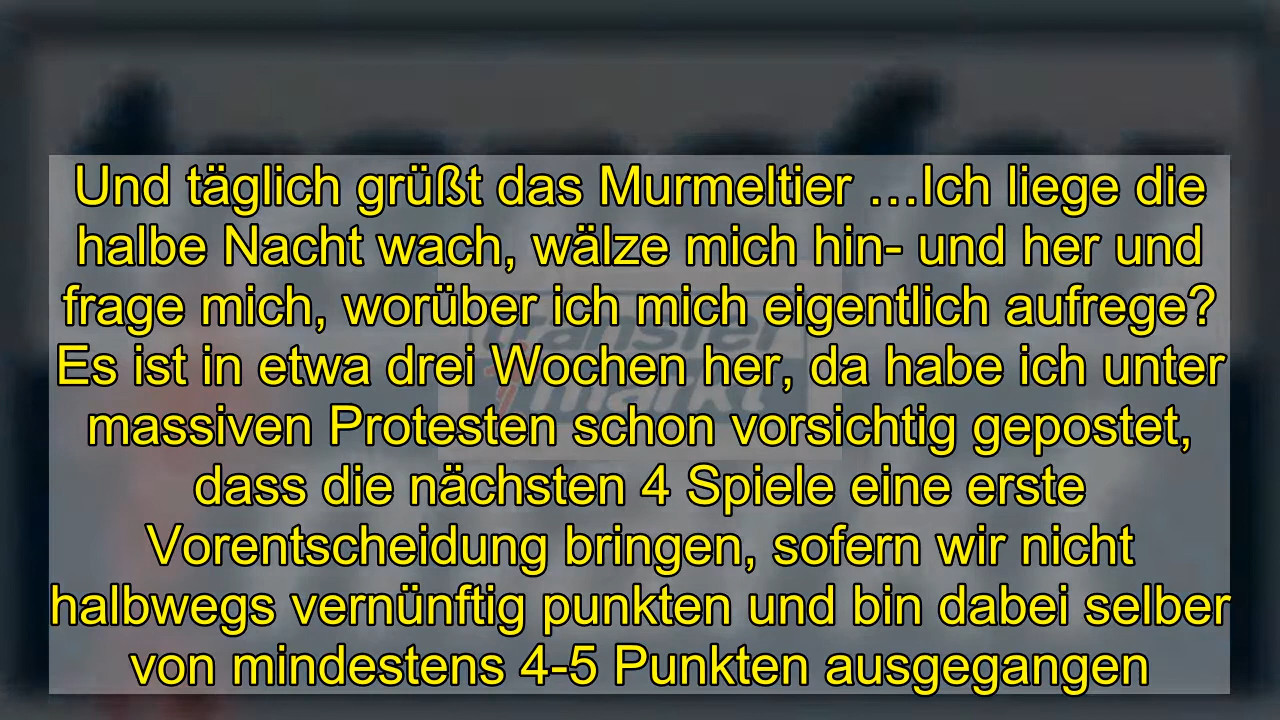 Und täglich grüßt das Murmeltier …Ich liege die
halbe Nacht wach, wälze mich hin- und her und
frage mich, worüber ich mich eigentlich aufrege?
Es ist in etwa drei Wochen her, da habe ich unter
massiven Protesten schon vorsichtig gepostet,
dass die nächsten 4 Spiele eine erste
Vorentscheidung bringen, sofern wir nicht
halbwegs vernünftig punkten und bin dabei selber
von mindestens 4-5 Punkten ausgegangen
transfer
markt